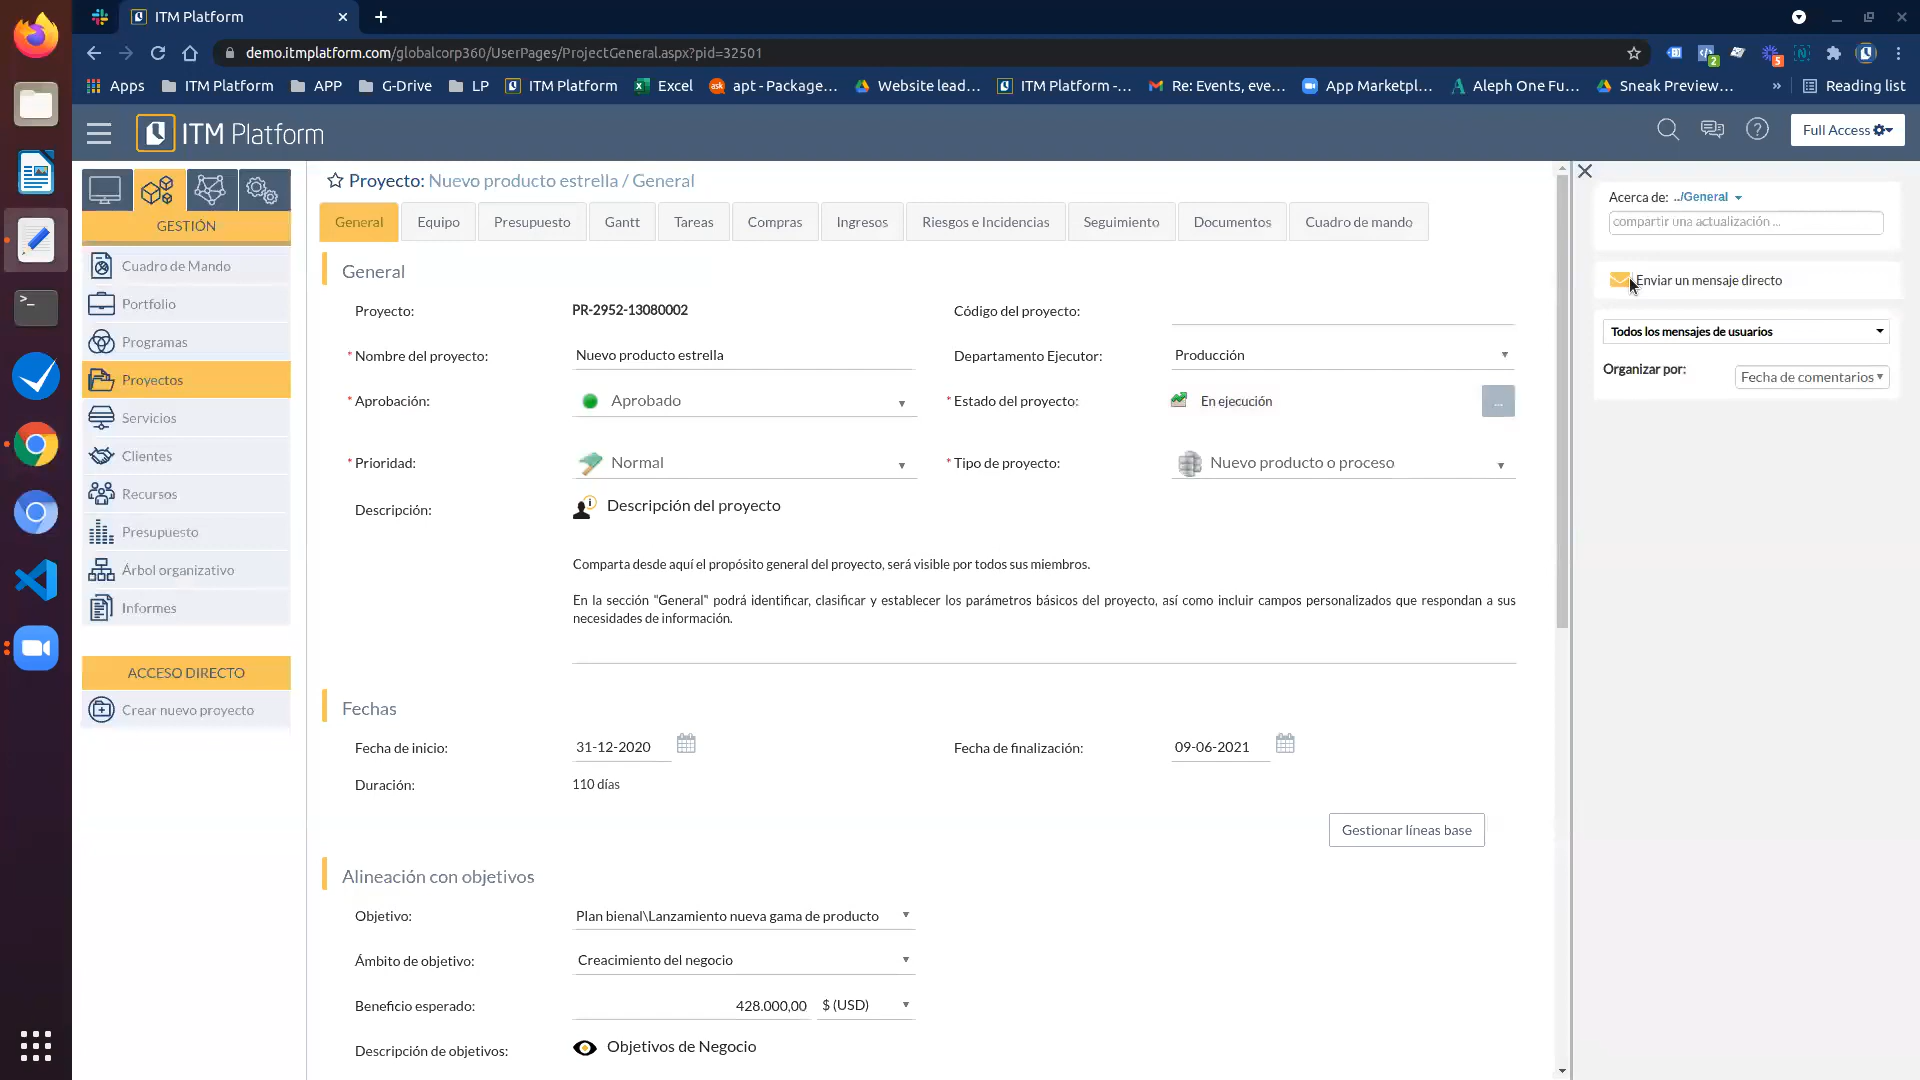 ITM Platform
demo.itmplatform.com/globalcorp360/UserPages/ProjectGeneral.aspx?pid=32501
2
5
Apps ITM Platform APP G-Drive LP ITM Platform Excel apt - Package... Website lead... ITM Platform -... Re: Events, eve... App Marketpl... Aleph One Fu... Sneak Preview... » Reading list
ITM Platform
Full Access
GESTIÓN
Cuadro de Mando
Portfolio
Programas
Proyectos
Servicios
Clientes
Recursos
Presupuesto
Árbol organizativo
Informes
ACCESO DIRECTO
Crear nuevo proyecto
Proyecto: Nuevo producto estrella / General
General Equipo Presupuesto Gantt Tareas Compras Ingresos Riesgos e Incidencias Seguimiento Documentos Cuadro de mando
General
Proyecto: PR-2952-13080002 Código del proyecto:
* Nombre del proyecto: Nuevo producto estrella Departamento Ejecutor: Producción
* Aprobación: Aprobado * Estado del proyecto: En ejecución ...
* Prioridad: Normal * Tipo de proyecto: Nuevo producto o proceso
Descripción: Descripción del proyecto
Comparta desde aquí el propósito general del proyecto, será visible por todos sus miembros.
En la sección "General" podrá identificar, clasificar y establecer los parámetros básicos del proyecto, así como incluir campos personalizados que respondan a sus
necesidades de información.
Fechas
Fecha de inicio: 31-12-2020 Fecha de finalización: 09-06-2021
Duración: 110 días
Gestionar líneas base
Alineación con objetivos
Objetivo: Plan bienal\Lanzamiento nueva gama de producto
Ámbito de objetivo: Creacimiento del negocio
Beneficio esperado: 428.000,00 $ (USD)
Descripción de objetivos: Objetivos de Negocio
Acerca de: ../General
compartir una actualización ...
Enviar un mensaje directo
Todos los mensajes de usuarios
Organizar por: Fecha de comentarios